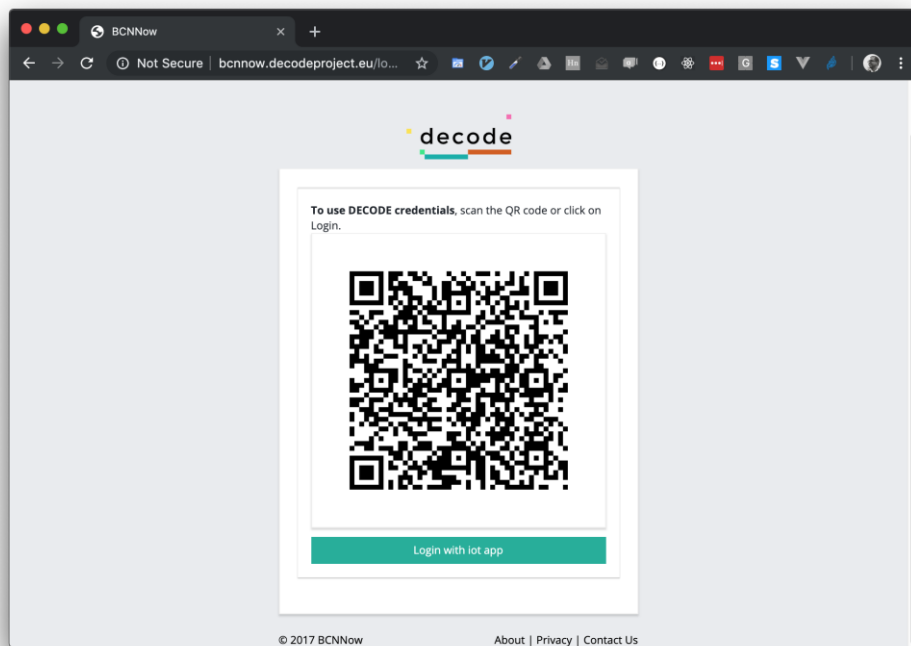 BCNNow
Not Secure | bcnnow.decodeproject.eu/lo...
decode
To use DECODE credentials, scan the QR code or click on
Login.
Login with iot app
© 2017 BCNNow
About | Privacy | Contact Us